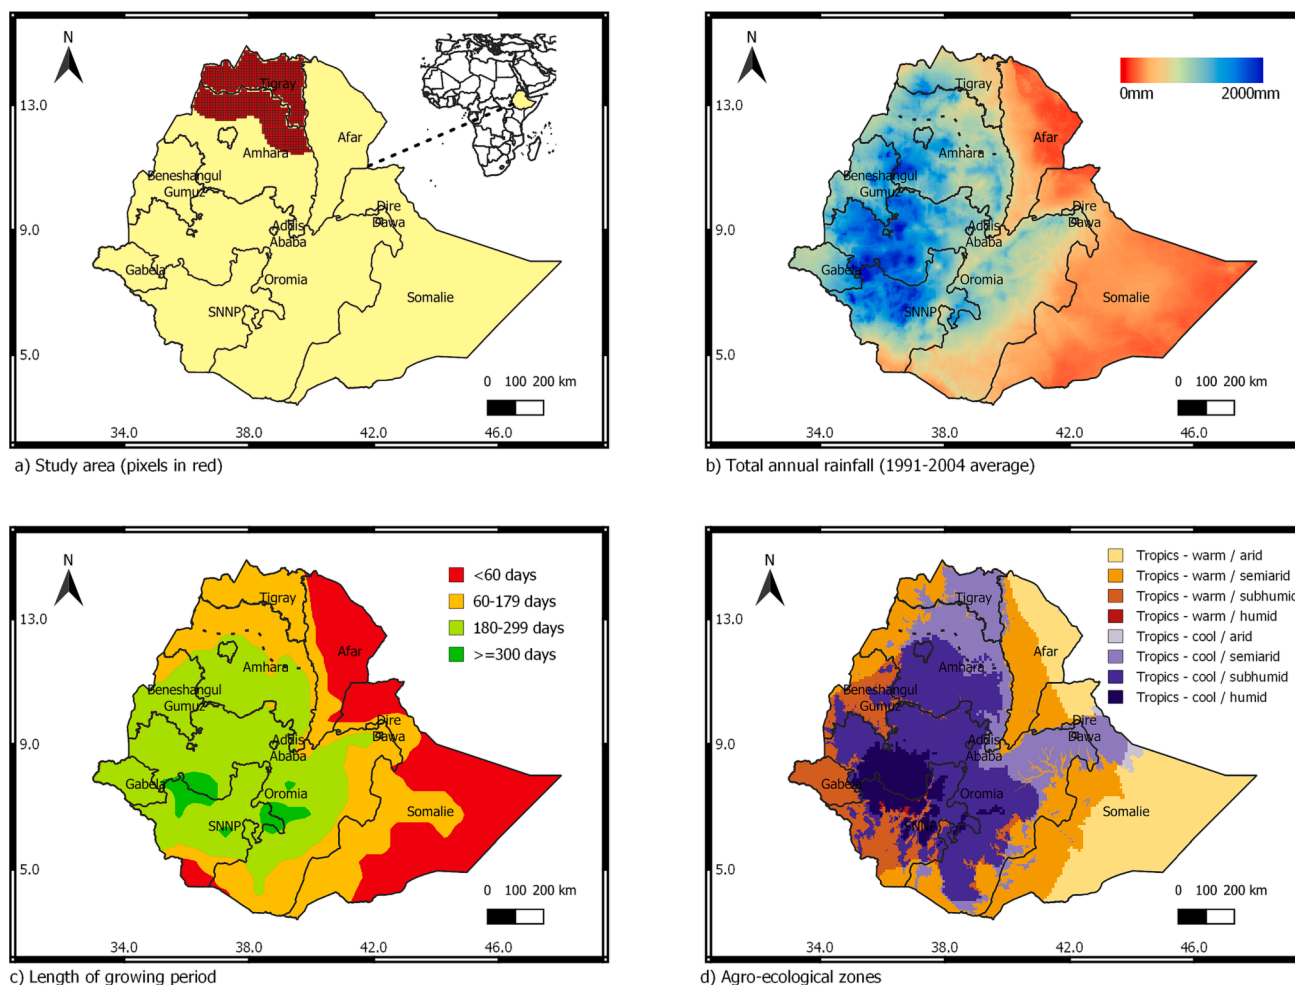 N
13.0
9.0
5.0
Tigray
Afar
Amhara
Beneshangul
Gumuz
Dire
Dawa
Addis
Ababa
Gabela
Oromia
Somalie
SNNP
0 100 200 km
34.0 38.0 42.0 46.0
a) Study area (pixels in red)
N
0mm 2000mm
13.0
9.0
5.0
Tigray
Afar
Amhara
Beneshangul
Gumuz
Dire
Dawa
Addis
Ababa
Gabela
Oromia
Somalie
SNNP
0 100 200 km
34.0 38.0 42.0 46.0
b) Total annual rainfall (1991-2004 average)
N
<60 days
60-179 days
180-299 days
>=300 days
13.0
9.0
5.0
Tigray
Afar
Amhara
Beneshangul
Gumuz
Dire
Dawa
Addis
Ababa
Gabela
Oromia
Somalie
SNNP
0 100 200 km
34.0 38.0 42.0 46.0
c) Length of growing period
N
Tropics - warm / arid
Tropics - warm / semiarid
Tropics - warm / subhumid
Tropics - warm / humid
Tropics - cool / arid
Tropics - cool / semiarid
Tropics - cool / subhumid
Tropics - cool / humid
13.0
9.0
5.0
Tigray
Afar
Amhara
Beneshangul
Gumuz
Dire
Dawa
Addis
Ababa
Gabela
Oromia
Somalie
SNNP
0 100 200 km
34.0 38.0 42.0 46.0
d) Agro-ecological zones